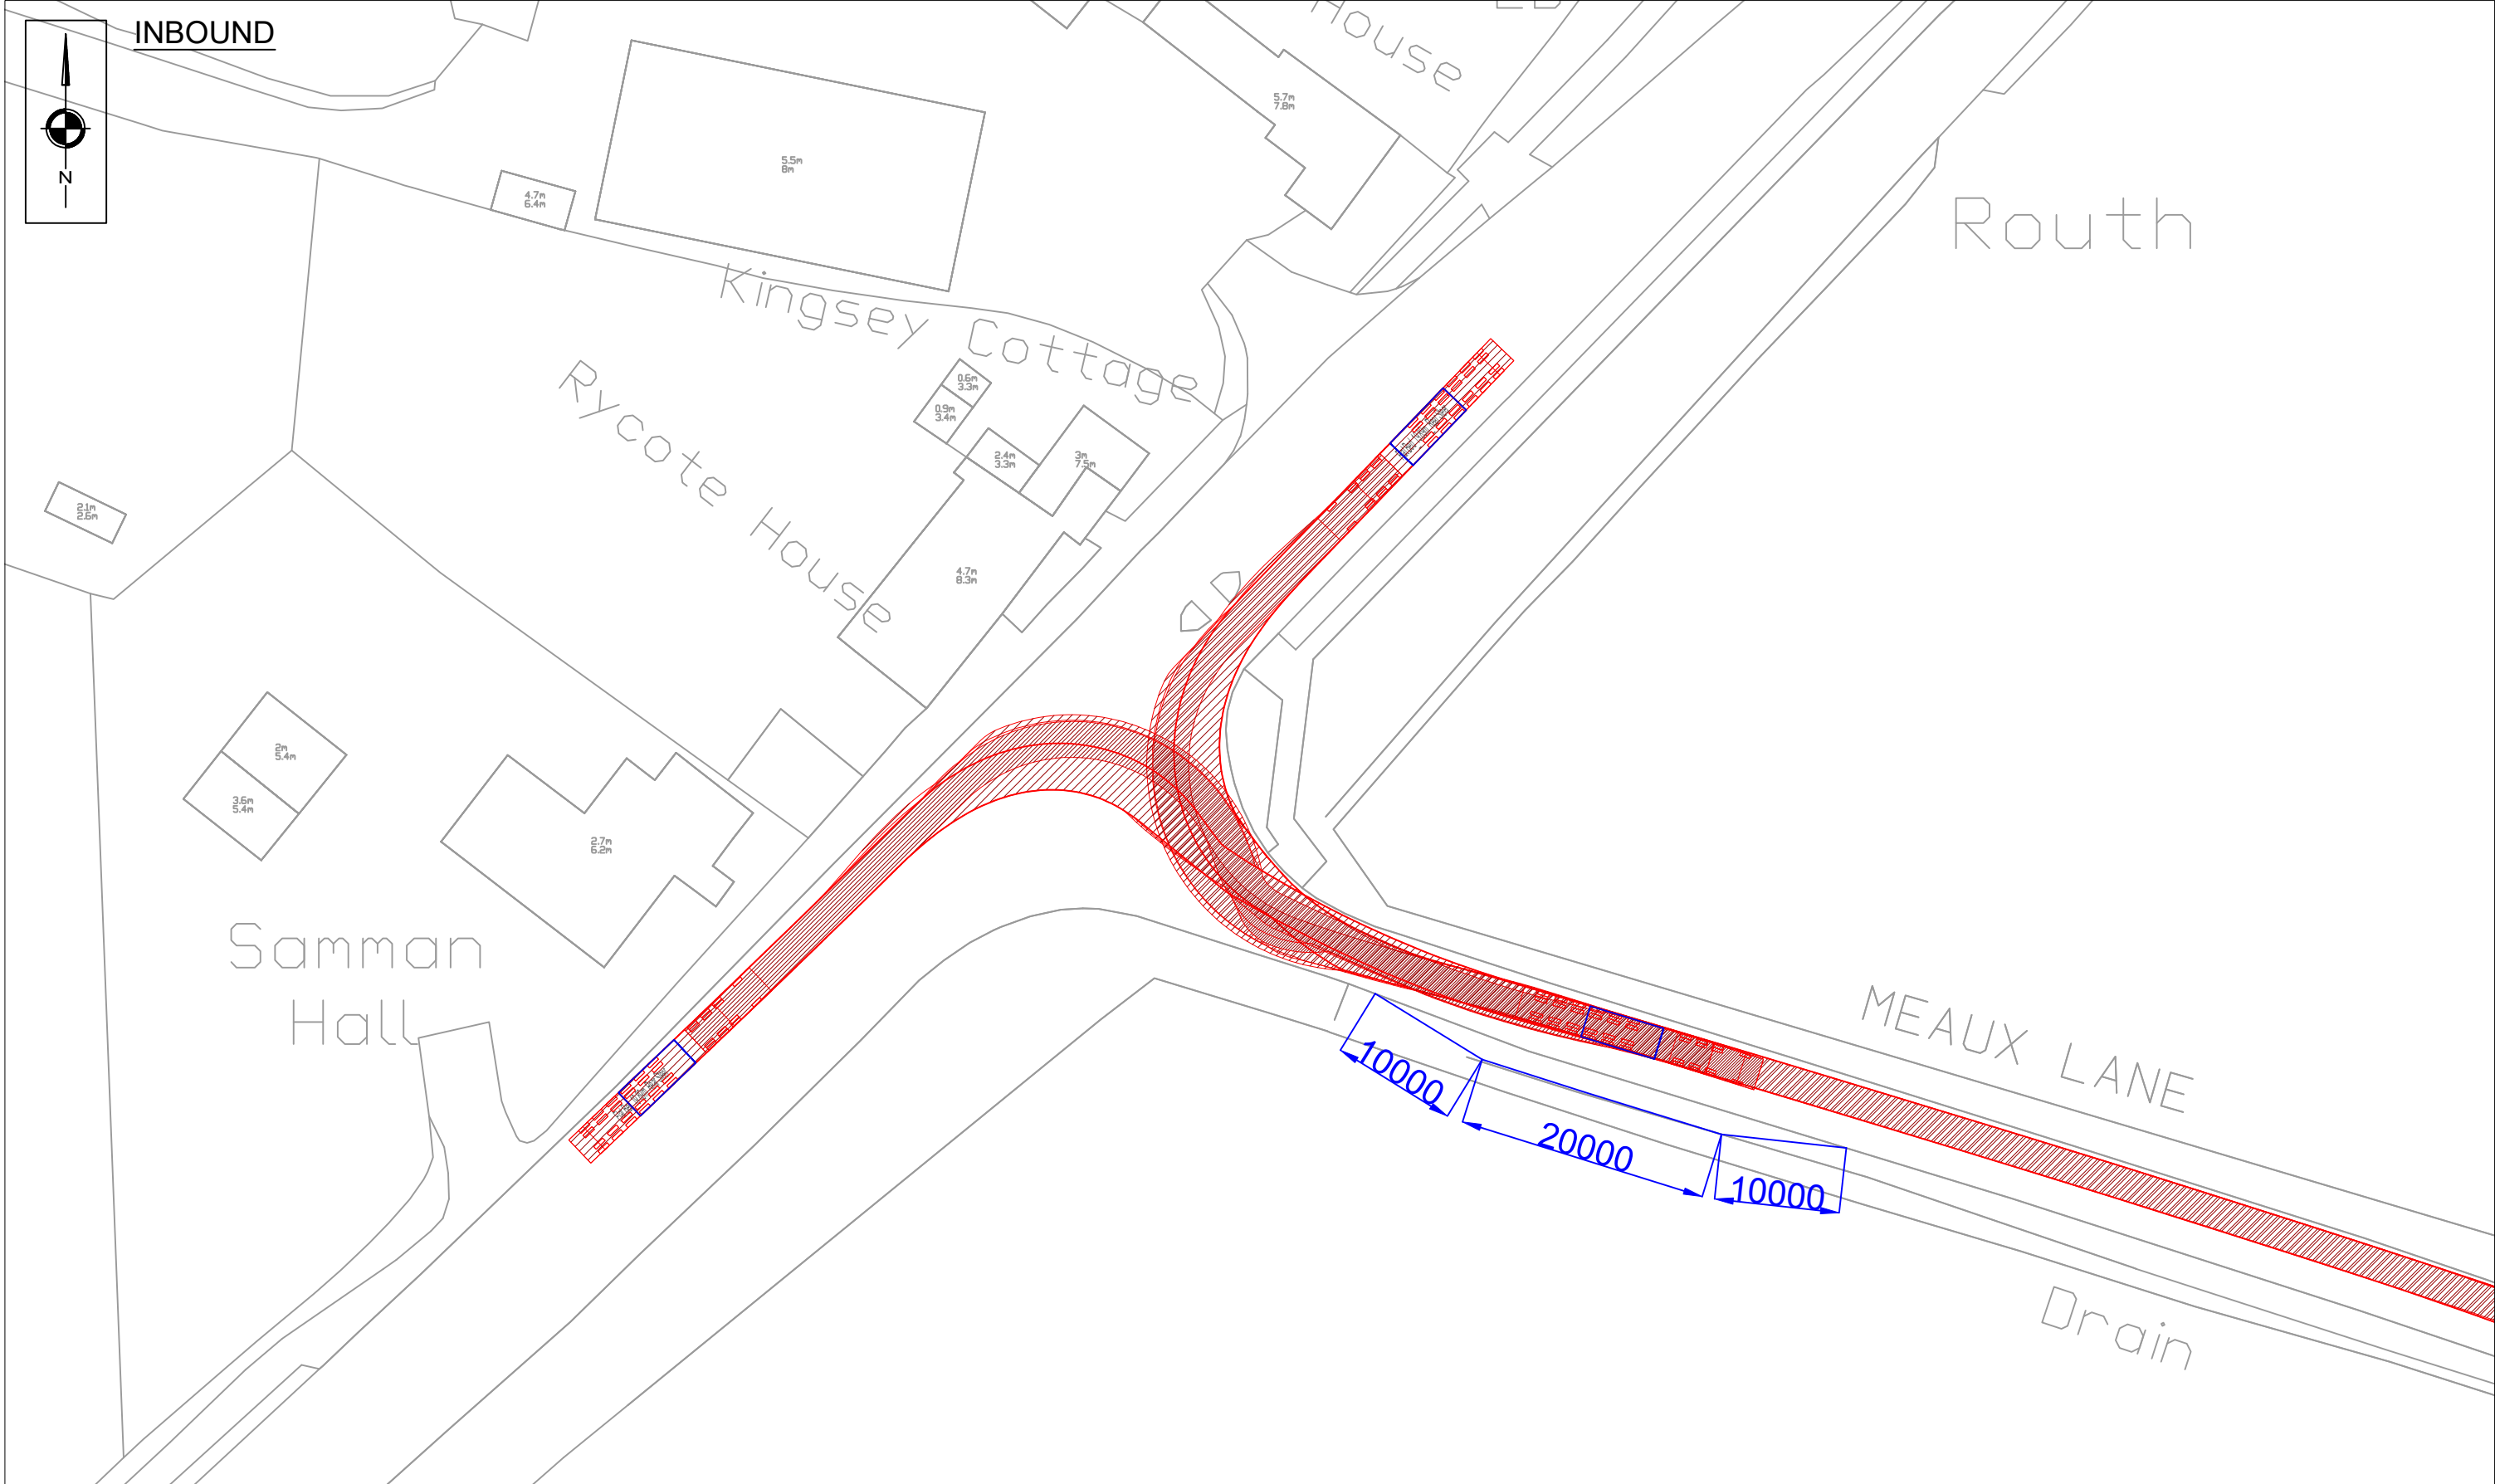 INBOUND
N
House
5.7m
7.8m
5.5m
8m
4.7m
6.4m
Routh
Kingsey Cottage
Rycote House
0.6m
3.3m
0.9m
3.4m
2.4m
3.3m
3m
7.5m
2.1m
2.6m
4.7m
8.3m
2m
5.4m
3.6m
5.4m
2.7m
6.2m
Samman
Hall
MEAUX LANE
10000
20000
10000
Drain